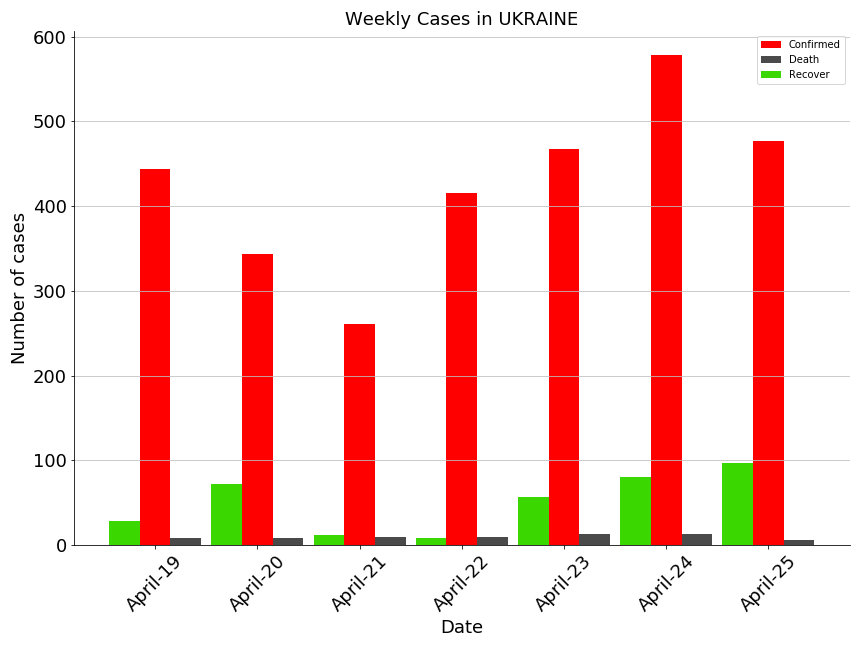 Weekly Cases in UKRAINE
Confirmed
Death
Recover
Number of cases
600
500
400
300
200
100
0
April-19
April-20
April-21
April-22
April-23
April-24
April-25
Date